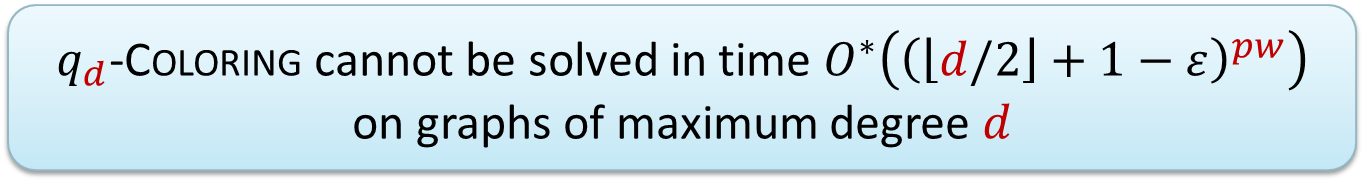 q_d-COLORING cannot be solved in time O*((⌊d/2⌋ + 1 − ε)^pw)
on graphs of maximum degree d